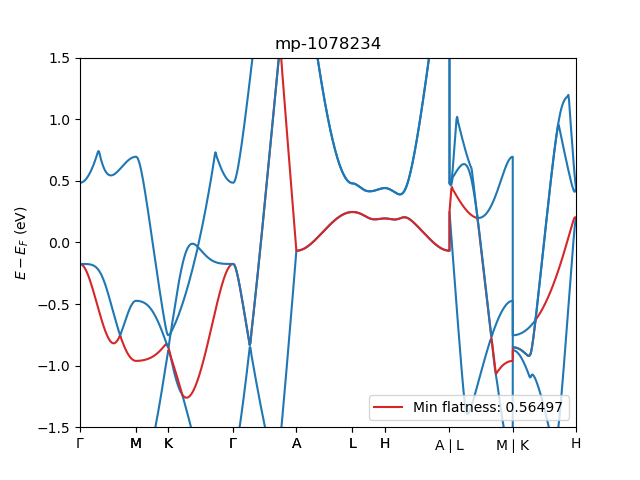 mp-1078234
E − E_F (eV)
1.5
1.0
0.5
0.0
−0.5
−1.0
−1.5
Min flatness: 0.56497
Γ M K Γ A L H A | L M | K H